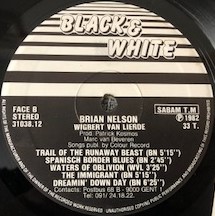 BLACK &
WHITE
FACE B
STEREO
31038.12
SABAM T.M
℗ 1982
33 T.
BRIAN NELSON
WIGBERT VAN LIERDE
Prod. Patrick Kosmos
Marc van Beveren
Songs publ. by Colour Record
TRAIL OF THE RUNAWAY BEAST (BN 5'15")
SPANISCH BORDER BLUES (BN 2'45")
WATERS OF OBLIVION (WVL 3'25")
THE IMMIGRANT (BN 5'15")
DREAMIN' DOWN DAY (BN 6'25")
Contacts: Postbus 68 - 9000 GENT 1
Tel.: 091/ 24.18.22.